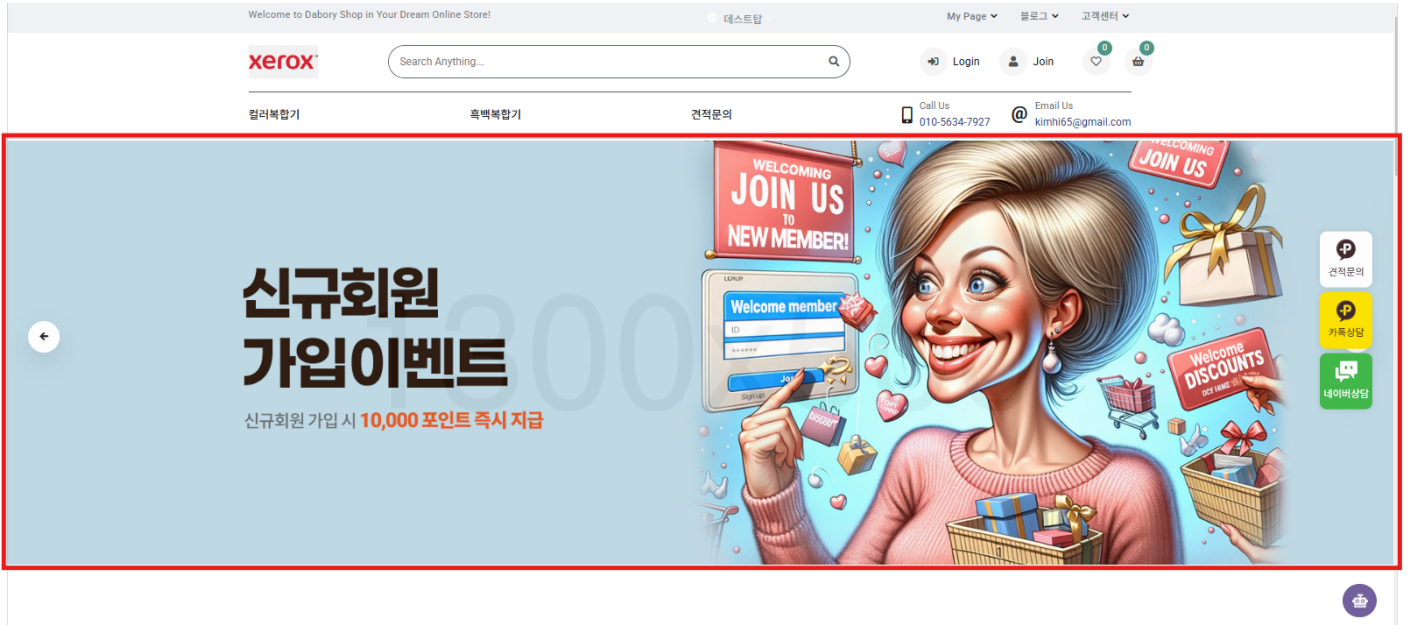 Welcome to Dabory Shop in Your Dream Online Store!
데스트탑
My Page
블로그
고객센터
xerox
Search Anything...
Login
Join
0
0
컬러복합기
흑백복합기
견적문의
Call Us
010-5634-7927
Email Us
kimhi65@gmail.com
WELCOMING
JOIN US
TO
NEW MEMBER!
WELCOMING
JOIN US
신규회원
가입이벤트
신규회원 가입 시 10,000 포인트 즉시 지급
Welcome member
ID
******
Sign up
Welcome
DISCOUNTS
견적문의
카톡상담
네이버상담